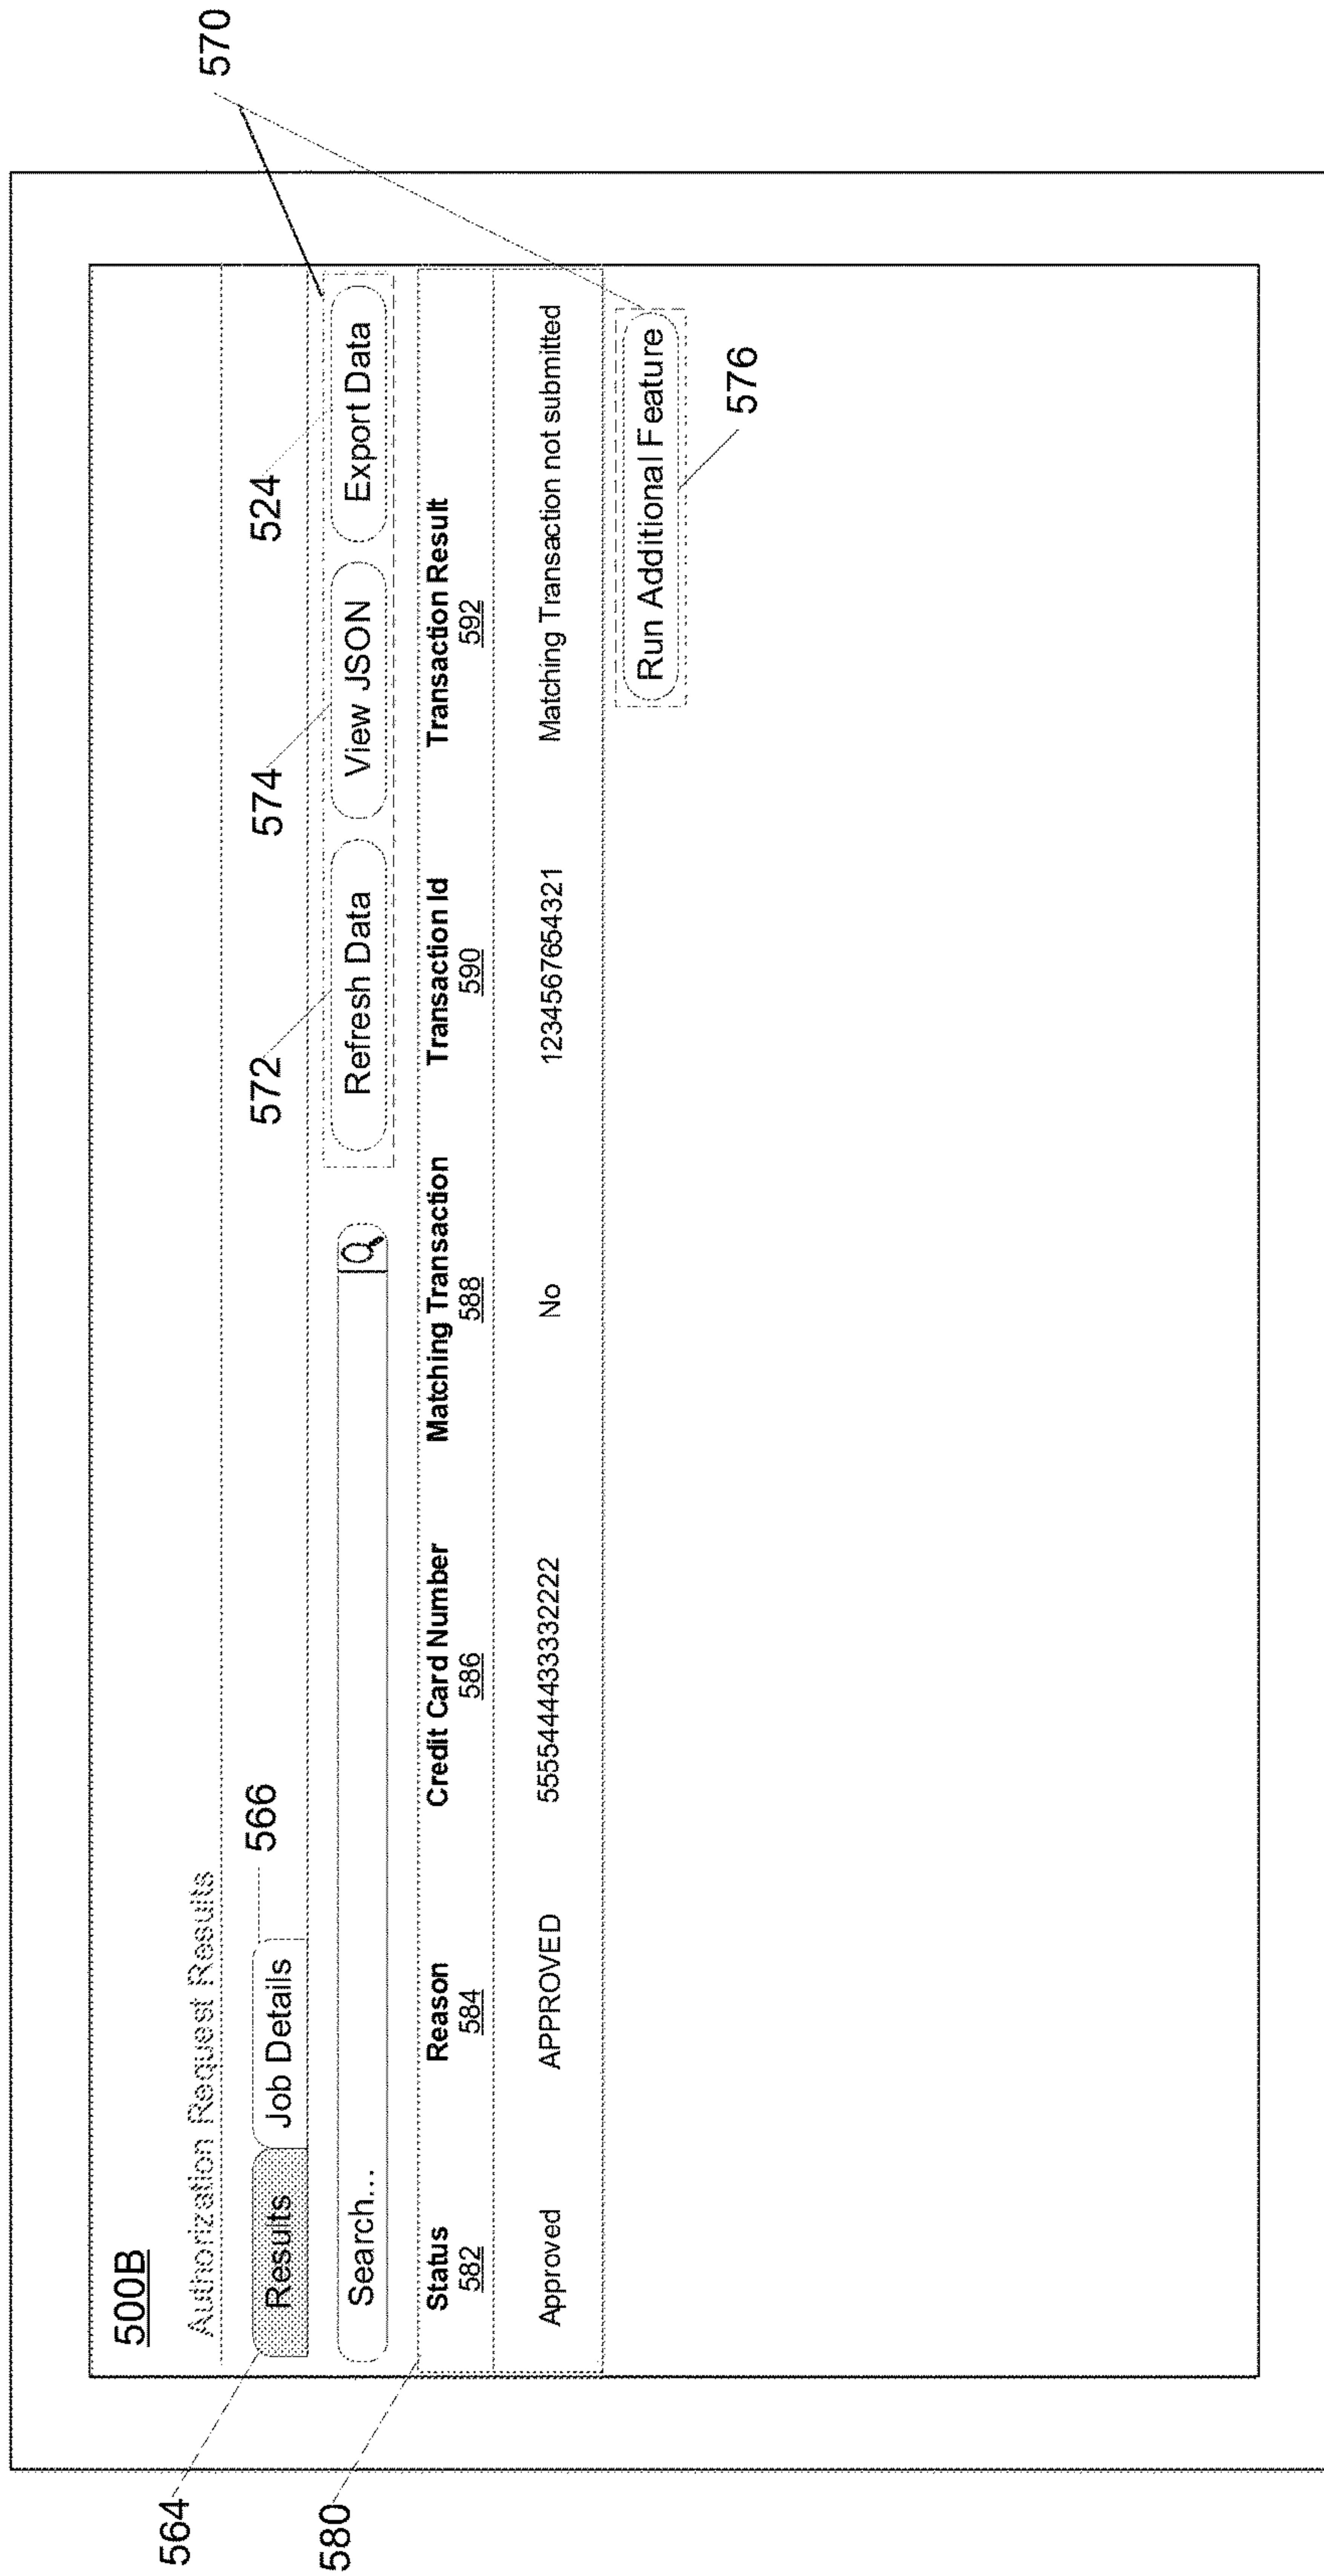 500B
Authorization Request Results
564
Results
Job Details
566
572
574
524
570
Search...
Refresh Data
View JSON
Export Data
580
Status
Reason
Credit Card Number
Matching Transaction
Transaction Id
Transaction Result
582
584
586
588
590
592
Approved
APPROVED
5555444433332222
No
1234567654321
Matching Transaction not submitted
Run Additional Feature
576